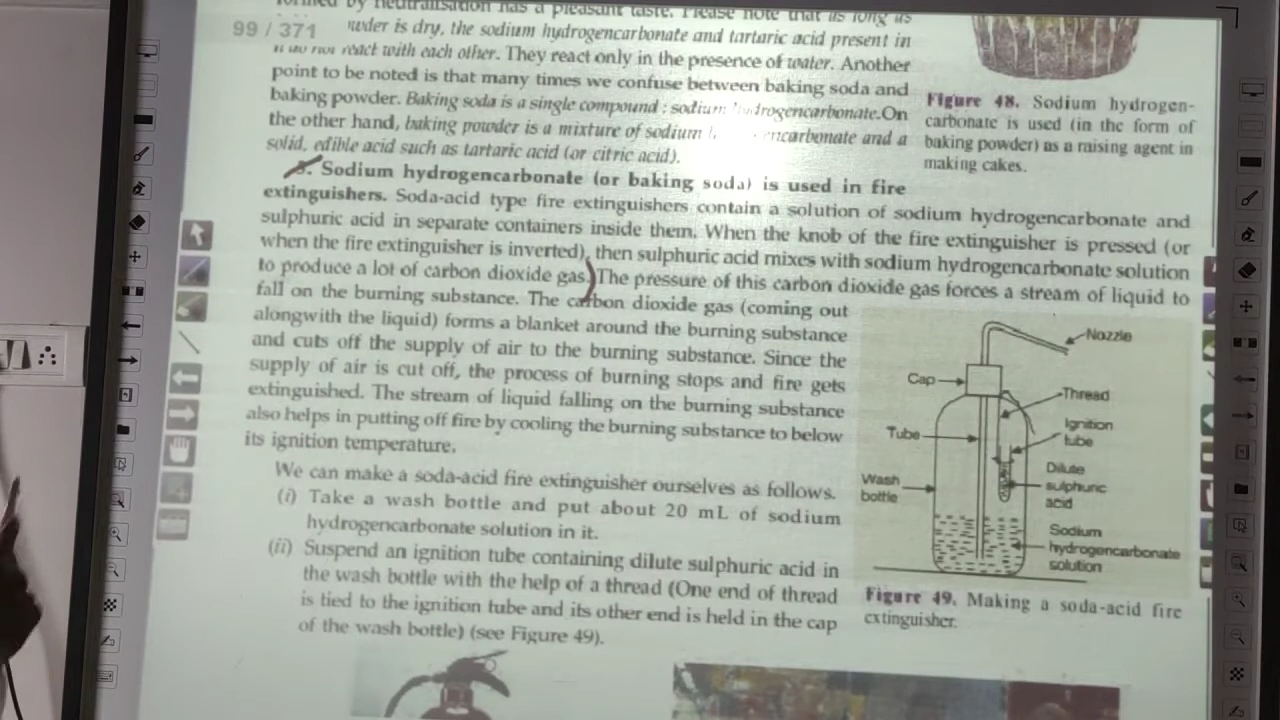 formed by neutralisation has a pleasant taste. Please note that as long as
99 / 371
is dry, the sodium hydrogencarbonate and tartaric acid present in
it do not react with each other. They react only in the presence of water. Another
point to be noted is that many times we confuse between baking soda and
baking powder. Baking soda is a single compound : sodium hydrogencarbonate. On
the other hand, baking powder is a mixture of sodium and a
solid, edible acid such as tartaric acid (or citric acid).
Figure 48. Sodium hydrogen-
carbonate is used (in the form of
baking powder) as a raising agent in
making cakes.
3. Sodium hydrogencarbonate (or baking soda) is used in fire
extinguishers. Soda-acid type fire extinguishers contain a solution of sodium hydrogencarbonate and
sulphuric acid in separate containers inside them. When the knob of the fire extinguisher is pressed (or
when the fire extinguisher is inverted), then sulphuric acid mixes with sodium hydrogencarbonate solution
to produce a lot of carbon dioxide gas. The pressure of this carbon dioxide gas forces a stream of liquid to
fall on the burning substance. The carbon dioxide gas (coming out
alongwith the liquid) forms a blanket around the burning substance
and cuts off the supply of air to the burning substance. Since the
supply of air is cut off, the process of burning stops and fire gets
extinguished. The stream of liquid falling on the burning substance
also helps in putting off fire by cooling the burning substance to below
its ignition temperature.
We can make a soda-acid fire extinguisher ourselves as follows.
(i) Take a wash bottle and put about 20 mL of sodium
hydrogencarbonate solution in it.
(ii) Suspend an ignition tube containing dilute sulphuric acid in
the wash bottle with the help of a thread (One end of thread
is tied to the ignition tube and its other end is held in the cap
of the wash bottle) (see Figure 49).
Nozzle
Cap
Thread
Ignition
tube
Tube
Dilute
sulphuric
acid
Wash
bottle
Sodium
hydrogencarbonate
solution
Figure 49. Making a soda-acid fire
extinguisher.